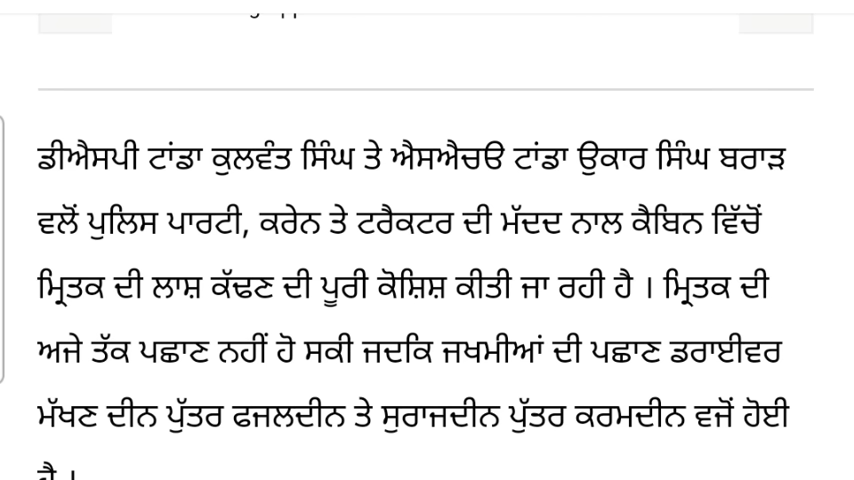 ਡੀਐਸਪੀ ਟਾਂਡਾ ਕੁਲਵੰਤ ਸਿੰਘ ਤੇ ਐਸਐਚੳ ਟਾਂਡਾ ਉਕਾਰ ਸਿੰਘ ਬਰਾੜ
ਵਲੋਂ ਪੁਲਿਸ ਪਾਰਟੀ, ਕਰੇਨ ਤੇ ਟਰੈਕਟਰ ਦੀ ਮੱਦਦ ਨਾਲ ਕੈਬਿਨ ਵਿੱਚੋਂ
ਮ੍ਰਿਤਕ ਦੀ ਲਾਸ਼ ਕੱਢਣ ਦੀ ਪੂਰੀ ਕੋਸ਼ਿਸ਼ ਕੀਤੀ ਜਾ ਰਹੀ ਹੈ । ਮ੍ਰਿਤਕ ਦੀ
ਅਜੇ ਤੱਕ ਪਛਾਣ ਨਹੀਂ ਹੋ ਸਕੀ ਜਦਕਿ ਜਖਮੀਆਂ ਦੀ ਪਛਾਣ ਡਰਾਈਵਰ
ਮੱਖਣ ਦੀਨ ਪੁੱਤਰ ਫਜਲਦੀਨ ਤੇ ਸੁਰਾਜਦੀਨ ਪੁੱਤਰ ਕਰਮਦੀਨ ਵਜੋਂ ਹੋਈ
ਹੈ ।